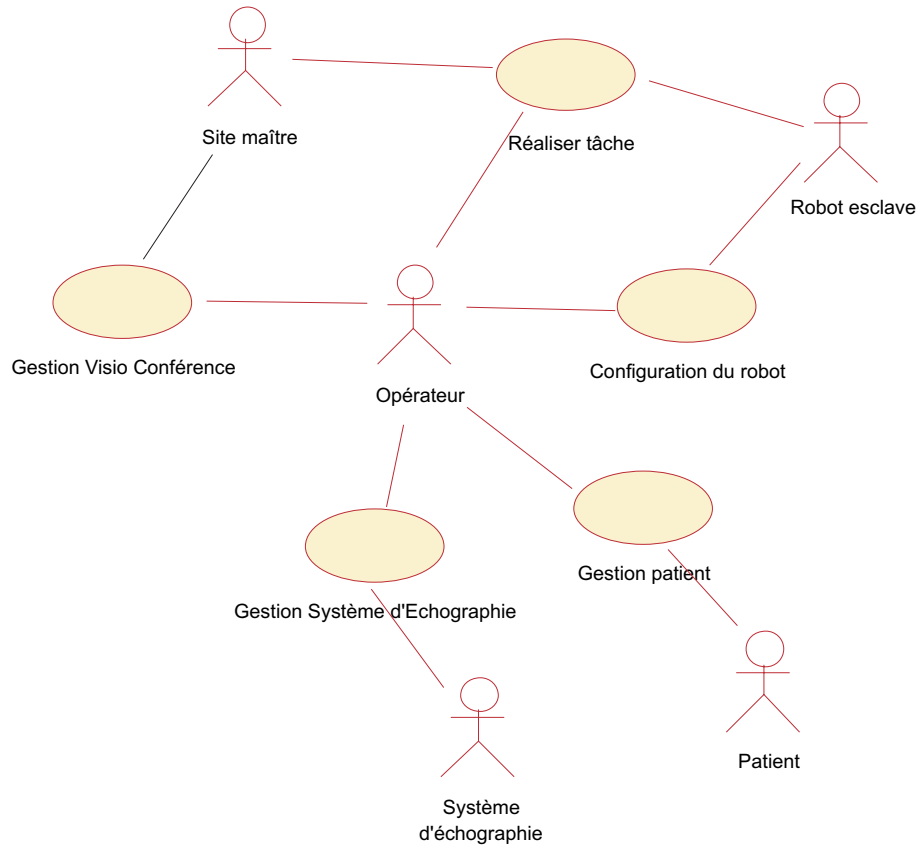 Site maître
Réaliser tâche
Robot esclave
Gestion Visio Conférence
Opérateur
Configuration du robot
Gestion Système d'Echographie
Gestion patient
Système
d'échographie
Patient